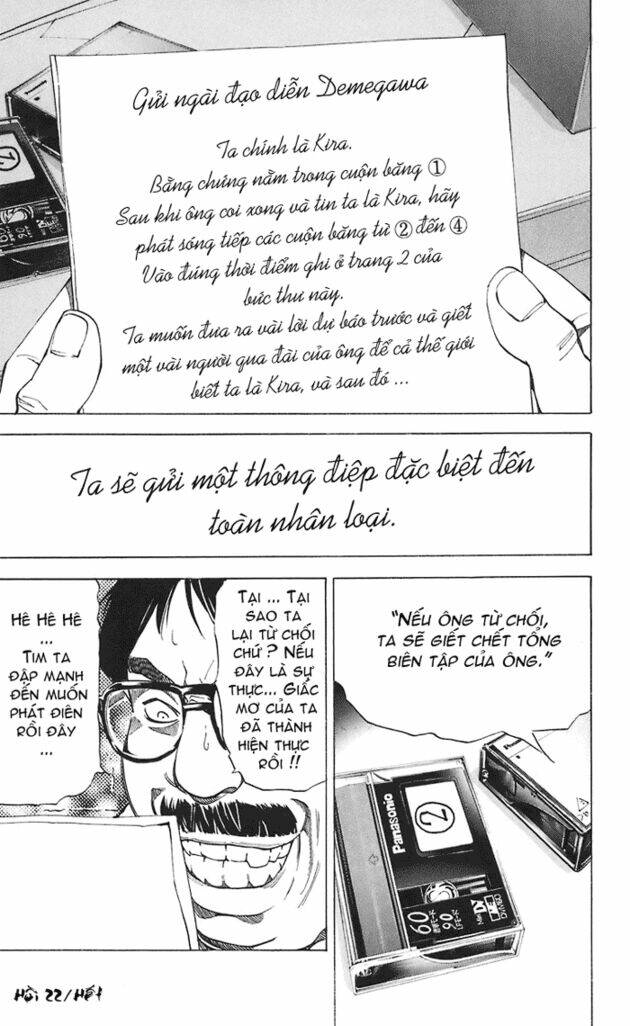 Gửi ngài đạo diễn Demegawa
Ta chính là Kira.
Bằng chứng nằm trong cuộn băng ①
Sau khi ông coi xong và tin ta là Kira, hãy
phát sóng tiếp các cuộn băng từ ② đến ④
Vào đúng thời điểm ghi ở trang 2 của
bức thư này.
Ta muốn đưa ra vài lời dự báo trước và giết
một vài người qua đài của ông để cả thế giới
biết ta là Kira, và sau đó ...
Ta sẽ gửi một thông điệp đặc biệt đến
toàn nhân loại.
"NẾU ÔNG TỪ CHỐI,
TA SẼ GIẾT CHẾT TỔNG
BIÊN TẬP CỦA ÔNG."
Panasonic
②
Panasonic
60
90
Mini DV
ME
TẠI ... TẠI
SAO TA
LẠI TỪ CHỐI
CHỨ ? NẾU
ĐÂY LÀ SỰ
THỰC... GIẤC
MƠ CỦA TA
ĐÃ THÀNH
HIỆN THỰC
RỒI !!
HÊ HÊ HÊ
...
TIM TA
ĐẬP MẠNH
ĐẾN MUỐN
PHÁT ĐIÊN
RỒI ĐÂY
...
Hồi 22/Hết